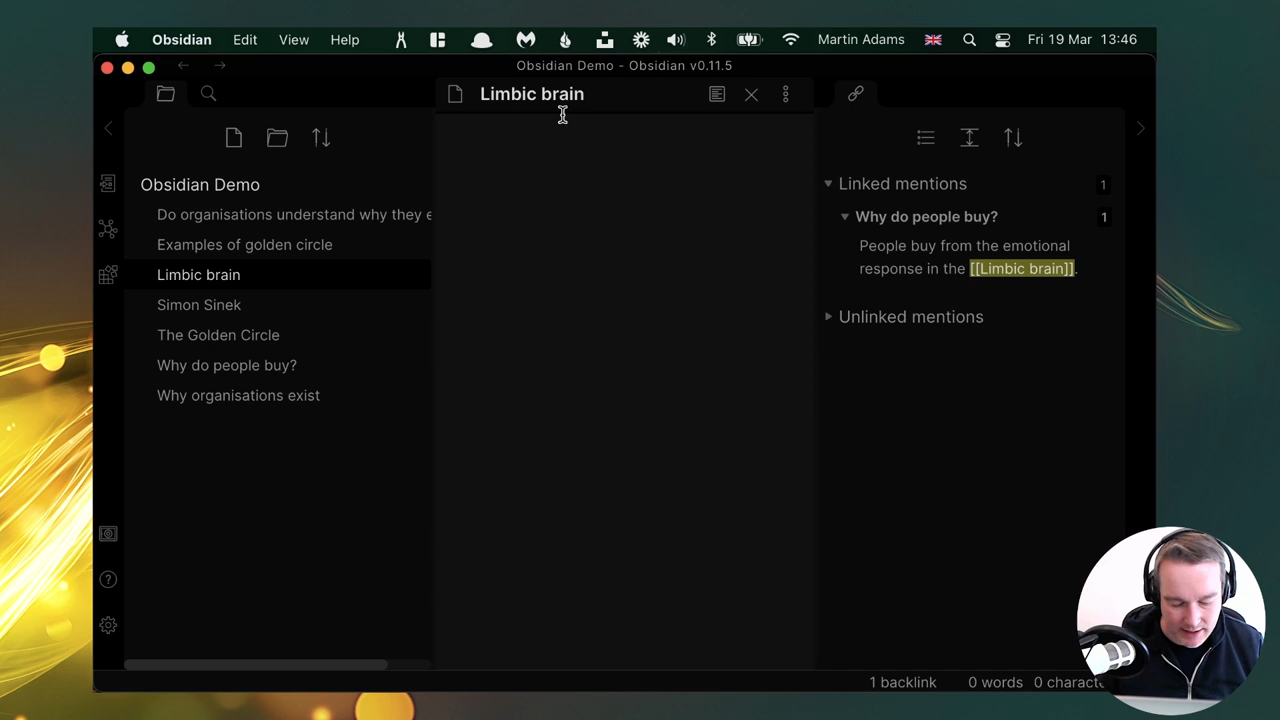 Obsidian Edit View Help Martin Adams Fri 19 Mar 13:46
Obsidian Demo - Obsidian v0.11.5
Limbic brain
Obsidian Demo
Do organisations understand why they e
Examples of golden circle
Limbic brain
Simon Sinek
The Golden Circle
Why do people buy?
Why organisations exist
Linked mentions 1
Why do people buy? 1
People buy from the emotional
response in the [[Limbic brain]].
Unlinked mentions
1 backlink 0 words 0 characte